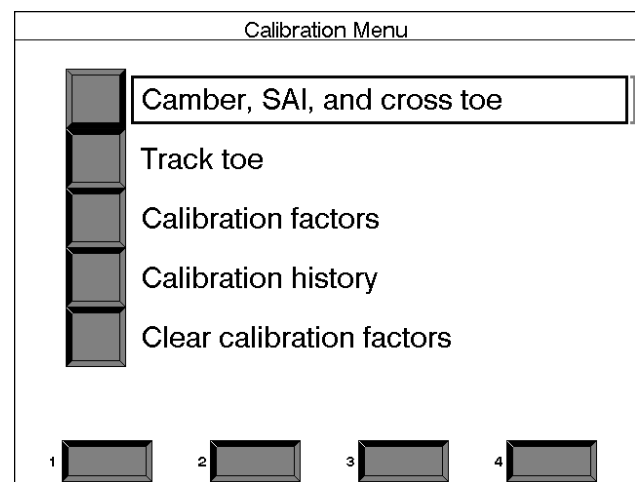 Calibration Menu
Camber, SAI, and cross toe
Track toe
Calibration factors
Calibration history
Clear calibration factors
1 2 3 4